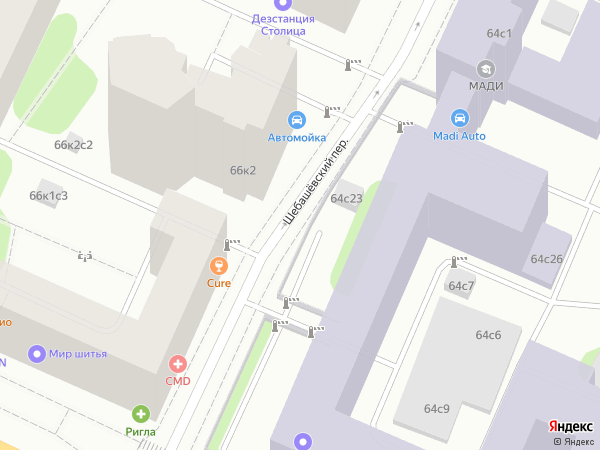 Дезстанция
Столица
64с1
МАДИ
Автомойка
Madi Auto
66к2с2
66к2
Шебашёвский пер.
66к1с3
64с23
64с26
Cure
64с7
64с6
Мир шитья
CMD
64с9
Ригла
Яндекс
© Яндекс